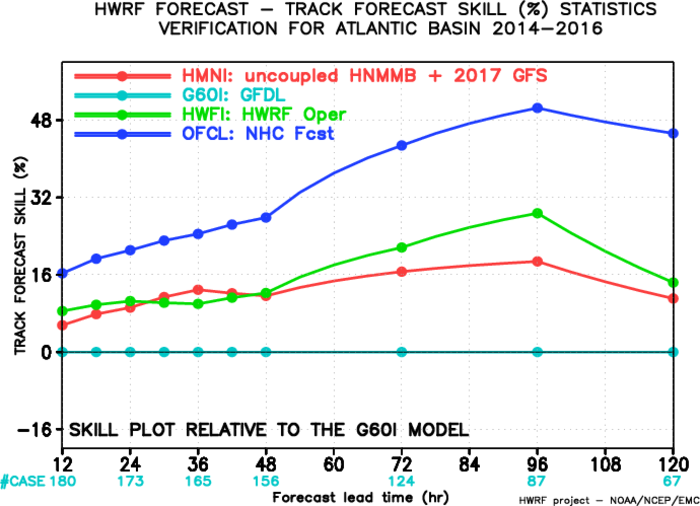 HWRF FORECAST – TRACK FORECAST SKILL (%) STATISTICS
VERIFICATION FOR ATLANTIC BASIN 2014–2016
HMNI: uncoupled HNMMB + 2017 GFS
G60I: GFDL
HWFI: HWRF Oper
OFCL: NHC Fcst
TRACK FORECAST SKILL (%)
48
32
16
0
–16
SKILL PLOT RELATIVE TO THE G60I MODEL
12 24 36 48 60 72 84 96 108 120
#CASE 180 173 165 156 124 87 67
Forecast lead time (hr)
HWRF project – NOAA/NCEP/EMC